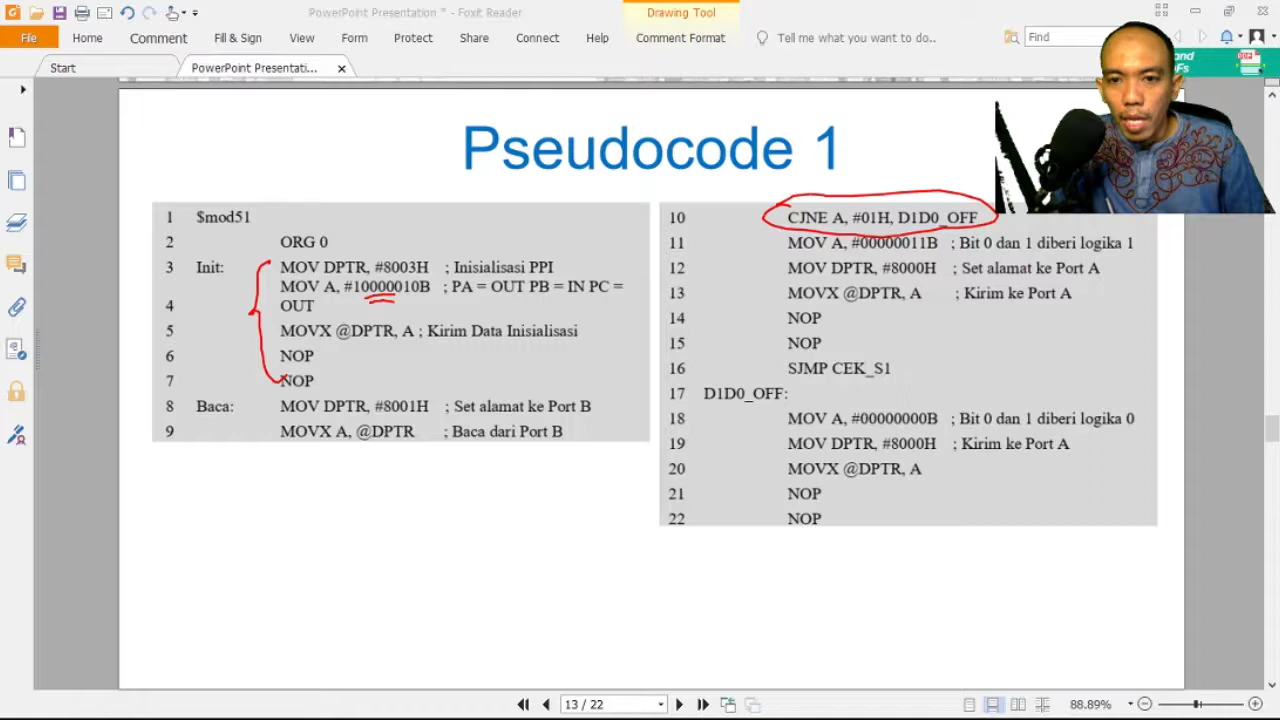 PowerPoint Presentation * - Foxit Reader
Drawing Tool
File Home Comment Fill & Sign View Form Protect Share Connect Help Comment Format Tell me what you want to do.. Find
Start PowerPoint Presentati...
and
PDF
Pseudocode 1
1 $mod51
2 ORG 0
3 Init: MOV DPTR, #8003H ; Inisialisasi PPI
MOV A, #10000010B ; PA = OUT PB = IN PC =
4 OUT
5 MOVX @DPTR, A ; Kirim Data Inisialisasi
6 NOP
7 NOP
8 Baca: MOV DPTR, #8001H ; Set alamat ke Port B
9 MOVX A, @DPTR ; Baca dari Port B
10 CJNE A, #01H, D1D0_OFF
11 MOV A, #00000011B ; Bit 0 dan 1 diberi logika 1
12 MOV DPTR, #8000H ; Set alamat ke Port A
13 MOVX @DPTR, A ; Kirim ke Port A
14 NOP
15 NOP
16 SJMP CEK_S1
17 D1D0_OFF:
18 MOV A, #00000000B ; Bit 0 dan 1 diberi logika 0
19 MOV DPTR, #8000H ; Kirim ke Port A
20 MOVX @DPTR, A
21 NOP
22 NOP
13 / 22
88.89%